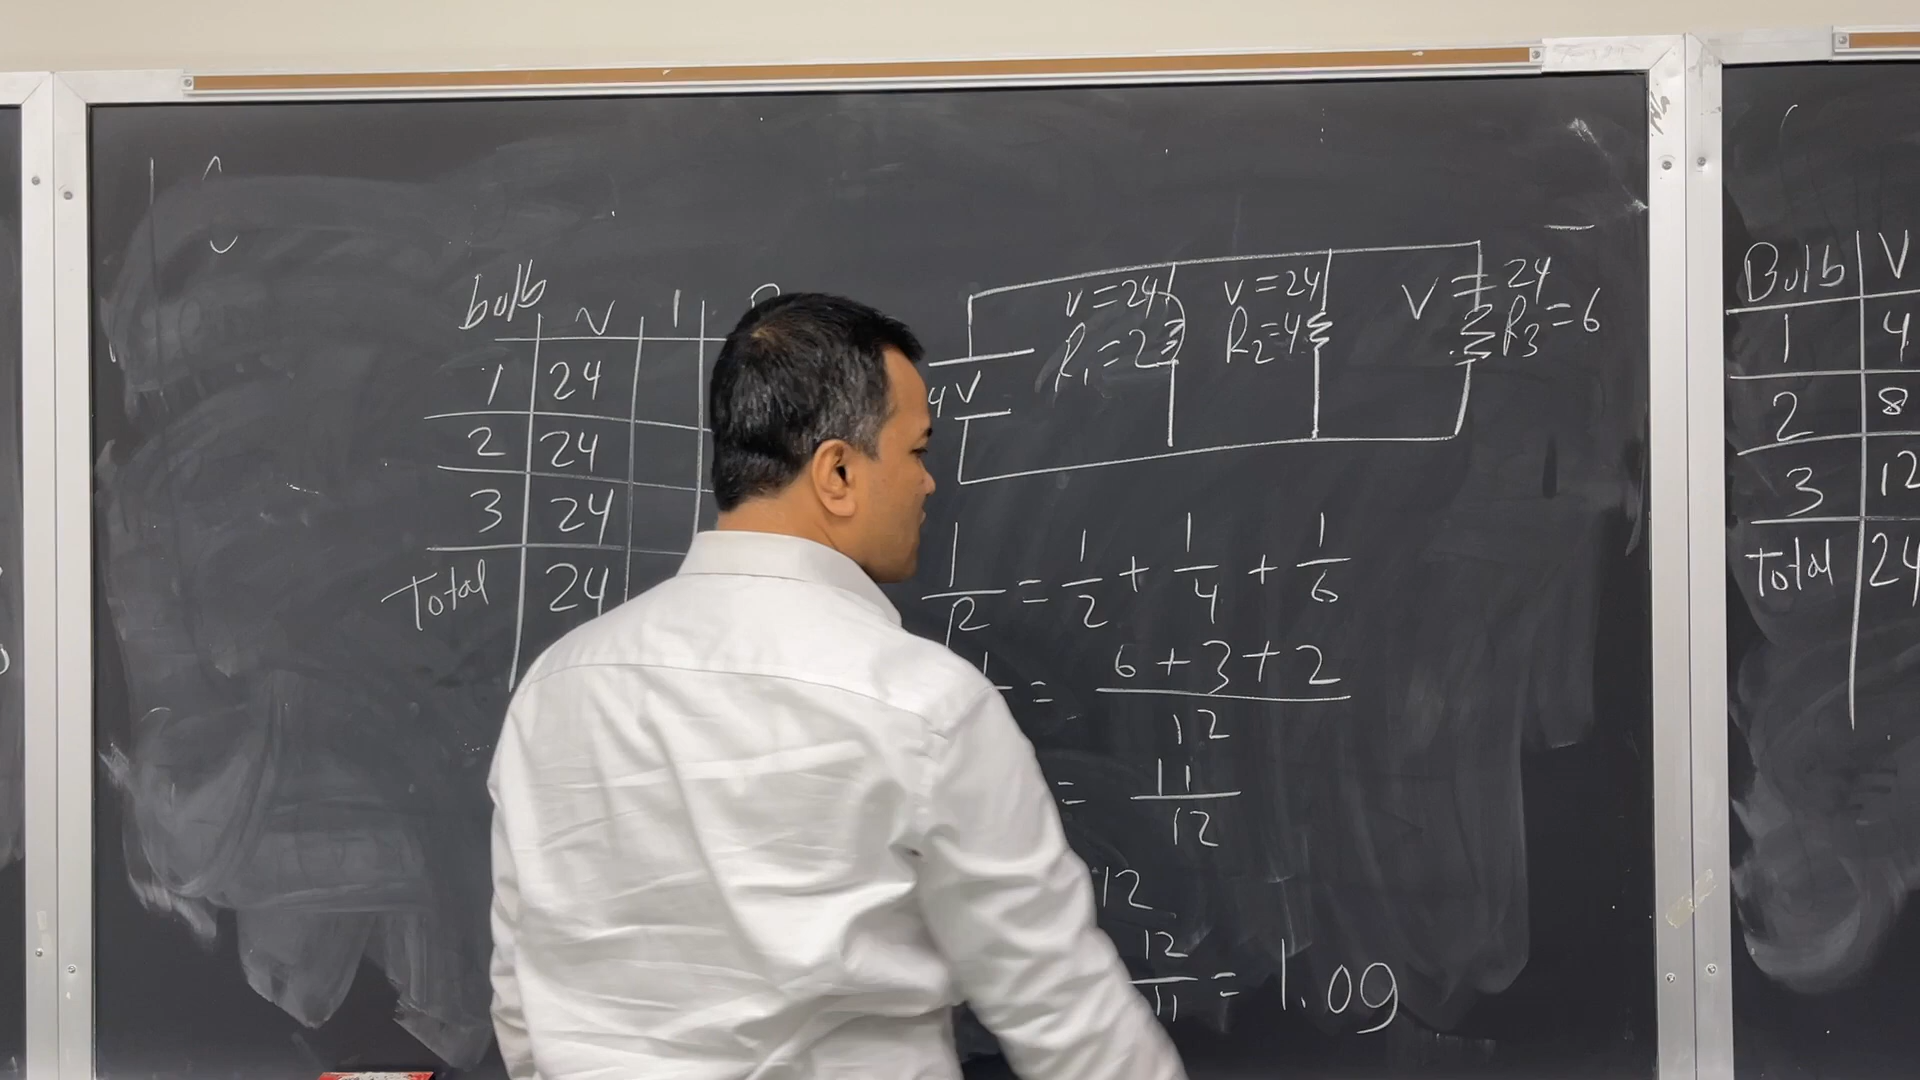 bulb V I
1 24
2 24
3 24
Total 24
4V
V=24
R₁=2
V=24
R₂=4
V=24
R₃=6
1/R = 1/2 + 1/4 + 1/6
= 6+3+2 / 12
= 11/12
12
12/11 = 1.09
Bulb V
1 4
2 8
3 12
Total 24